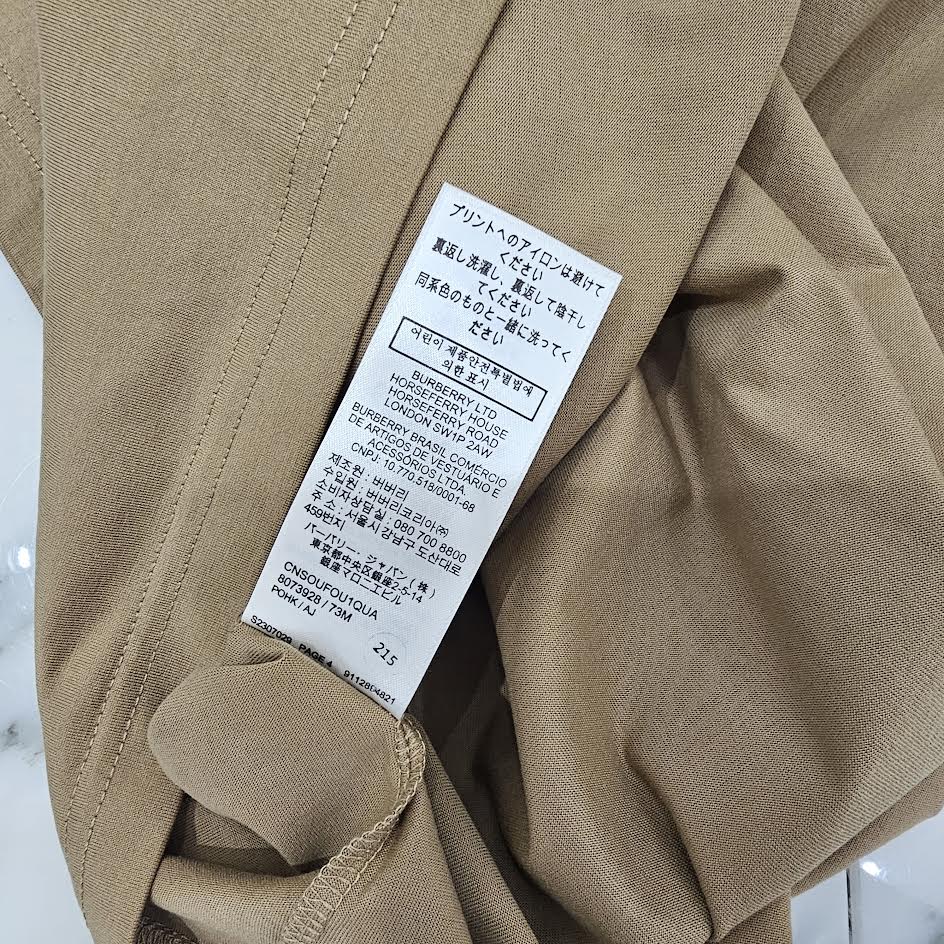 プリントへのアイロンは避けて
ください
裏返し洗濯し、裏返して陰干し
てください
同系色のものと一緒に洗ってく
ださい
어린이 제품안전특별법에
의한 표시
BURBERRY LTD
HORSEFERRY HOUSE
HORSEFERRY ROAD
LONDON SW1P 2AW
BURBERRY BRASIL COMÉRCIO
DE ARTIGOS DE VESTUÁRIO E
ACESSÓRIOS LTDA.
CNPJ: 10.770.518/0001-68
제조원 : 버버리
수입원 : 버버리코리아(주)
소비자상담실 : 080 700 8800
주 소 : 서울시 강남구 도산대로
459번지
バーバリー・ジャパン(株)
東京都中央区銀座2-5-14
銀座マロニエビル
CNSOUFOU1QUA
8073928 / 73M
POHK / AJ
215
S2307029 PAGE 4 9112804821